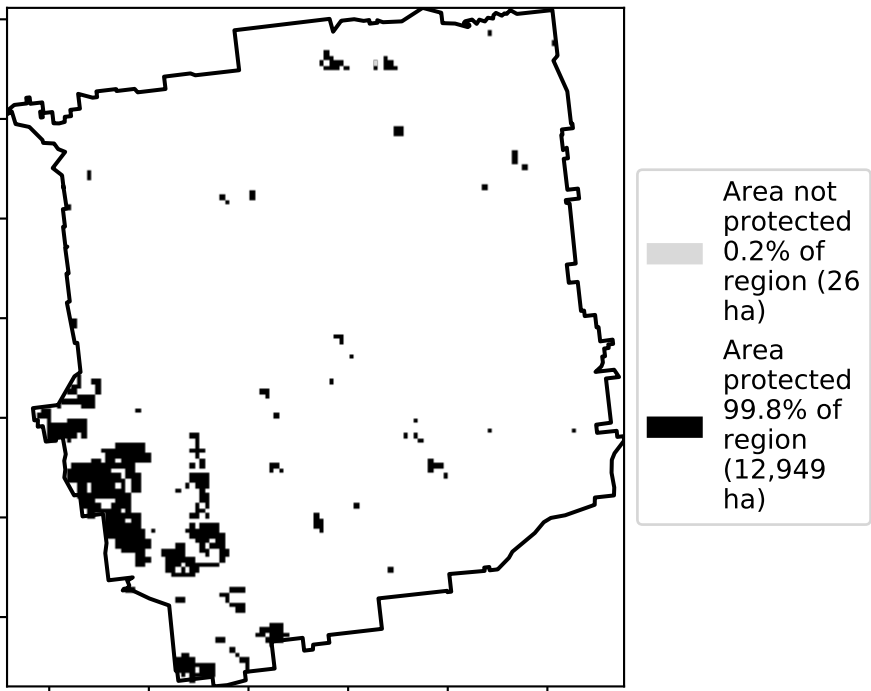 Area not
protected
0.2% of
region (26
ha)
Area
protected
99.8% of
region
(12,949
ha)